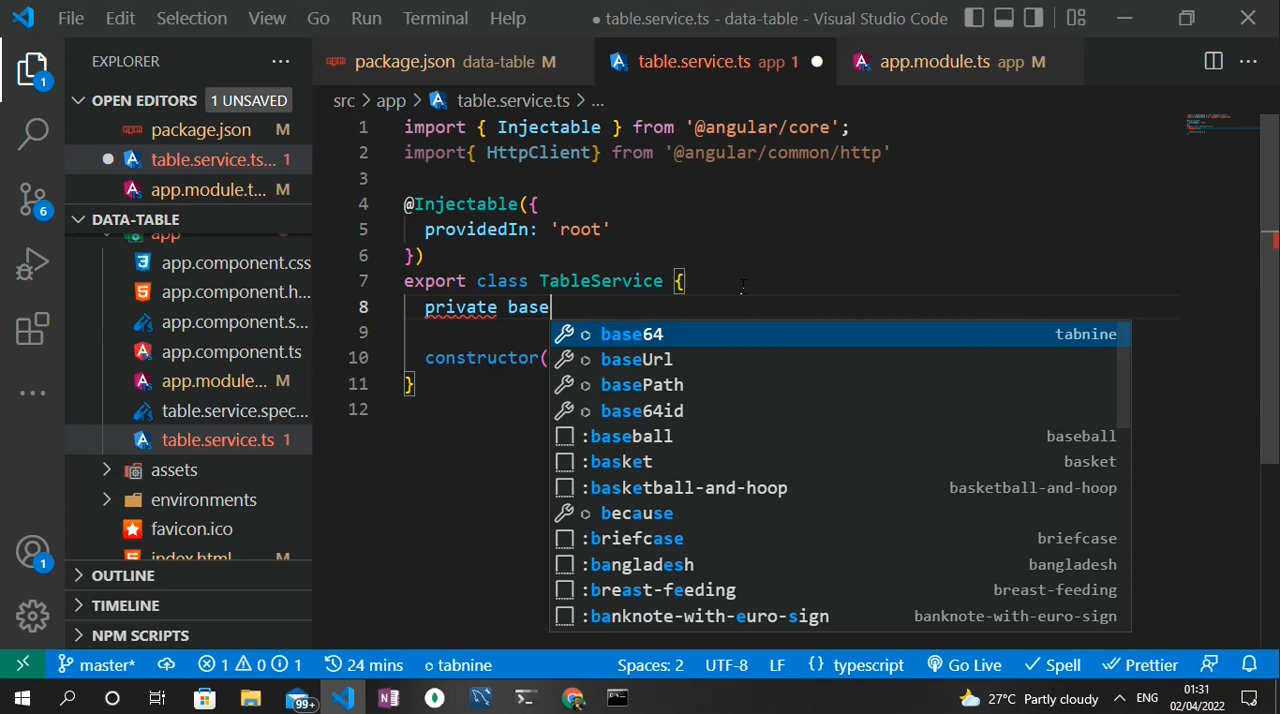 File Edit Selection View Go Run Terminal Help ● table.service.ts - data-table - Visual Studio Code
EXPLORER ···
OPEN EDITORS 1 UNSAVED
package.json M
table.service.ts... 1
app.module.t... M
DATA-TABLE
app
app.component.css
app.component.h...
app.component.s...
app.component.ts
app.module... M
table.service.spec...
table.service.ts 1
assets
environments
favicon.ico
index.html M
OUTLINE
TIMELINE
NPM SCRIPTS
1
6
1
package.json data-table M
table.service.ts app 1 ●
app.module.ts app M
src > app > table.service.ts > ...
1 import { Injectable } from '@angular/core';
2 import{ HttpClient} from '@angular/common/http'
3
4 @Injectable({
5 providedIn: 'root'
6 })
7 export class TableService {
8 private base
9
10 constructor(
11 }
12
base64 tabnine
baseUrl
basePath
base64id
:baseball baseball
:basket basket
:basketball-and-hoop basketball-and-hoop
because
:briefcase briefcase
:bangladesh bangladesh
:breast-feeding breast-feeding
:banknote-with-euro-sign banknote-with-euro-sign
master* 1 0 1 24 mins tabnine Spaces: 2 UTF-8 LF {} typescript Go Live Spell Prettier
99+ 27°C Partly cloudy ENG 01:31
02/04/2022